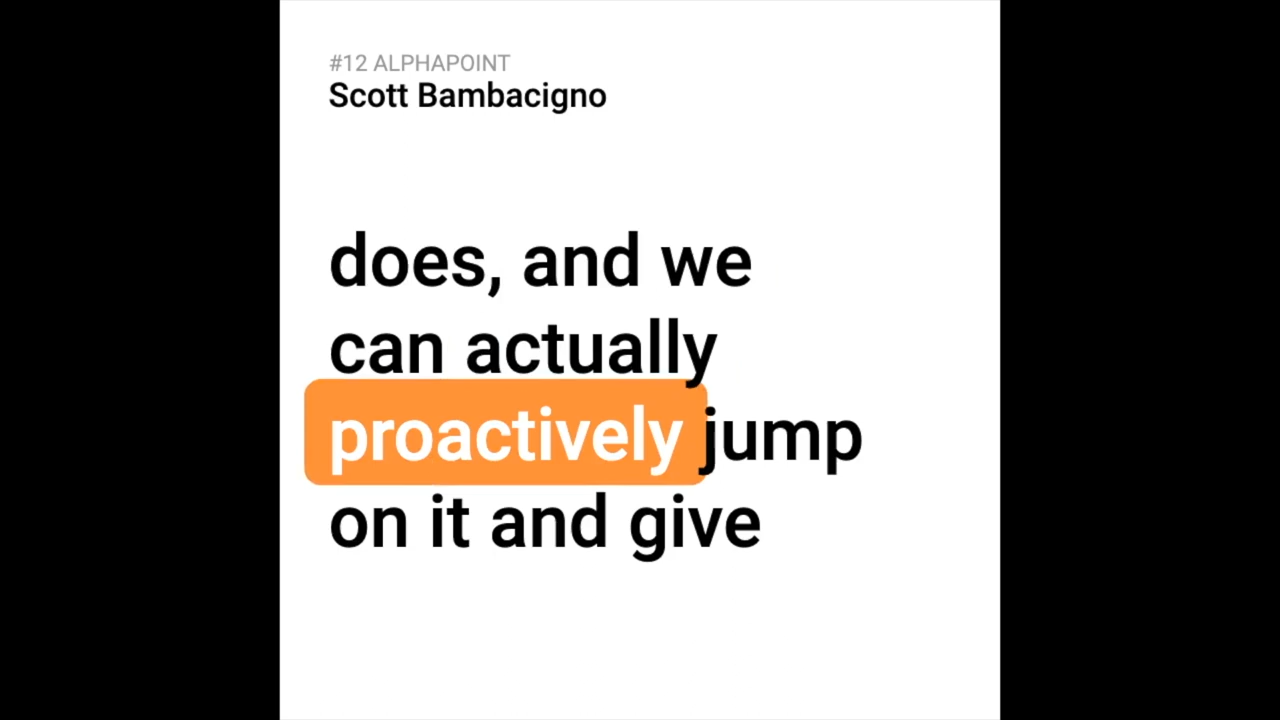 #12 ALPHAPOINT
Scott Bambacigno
does, and we
can actually
proactively jump
on it and give